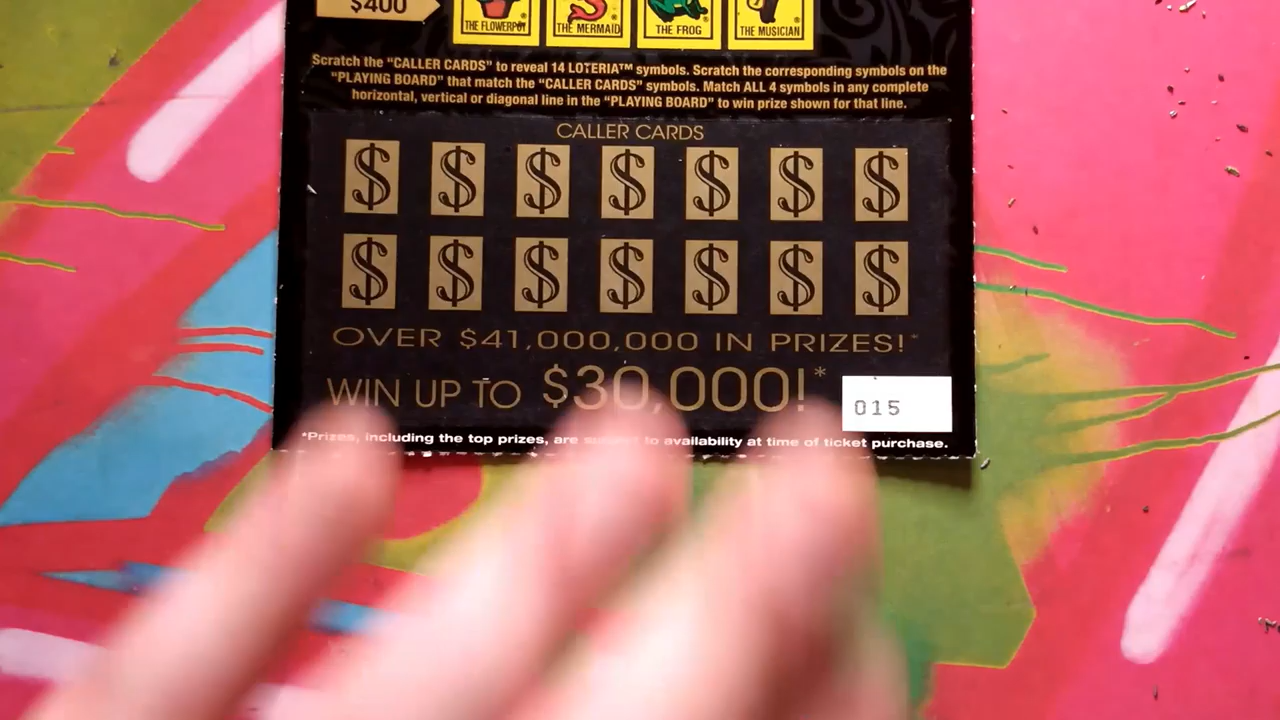 $400
THE FLOWERPOT THE MERMAID THE FROG THE MUSICIAN
Scratch the “CALLER CARDS” to reveal 14 LOTERIA™ symbols. Scratch the corresponding symbols on the
“PLAYING BOARD” that match the “CALLER CARDS” symbols. Match ALL 4 symbols in any complete
horizontal, vertical or diagonal line in the “PLAYING BOARD” to win prize shown for that line.
CALLER CARDS
$ $ $ $ $ $ $
$ $ $ $ $ $ $
OVER $41,000,000 IN PRIZES!*
WIN UP TO $30,000!*
015
*Prizes, including the top prizes, are subject to availability at time of ticket purchase.